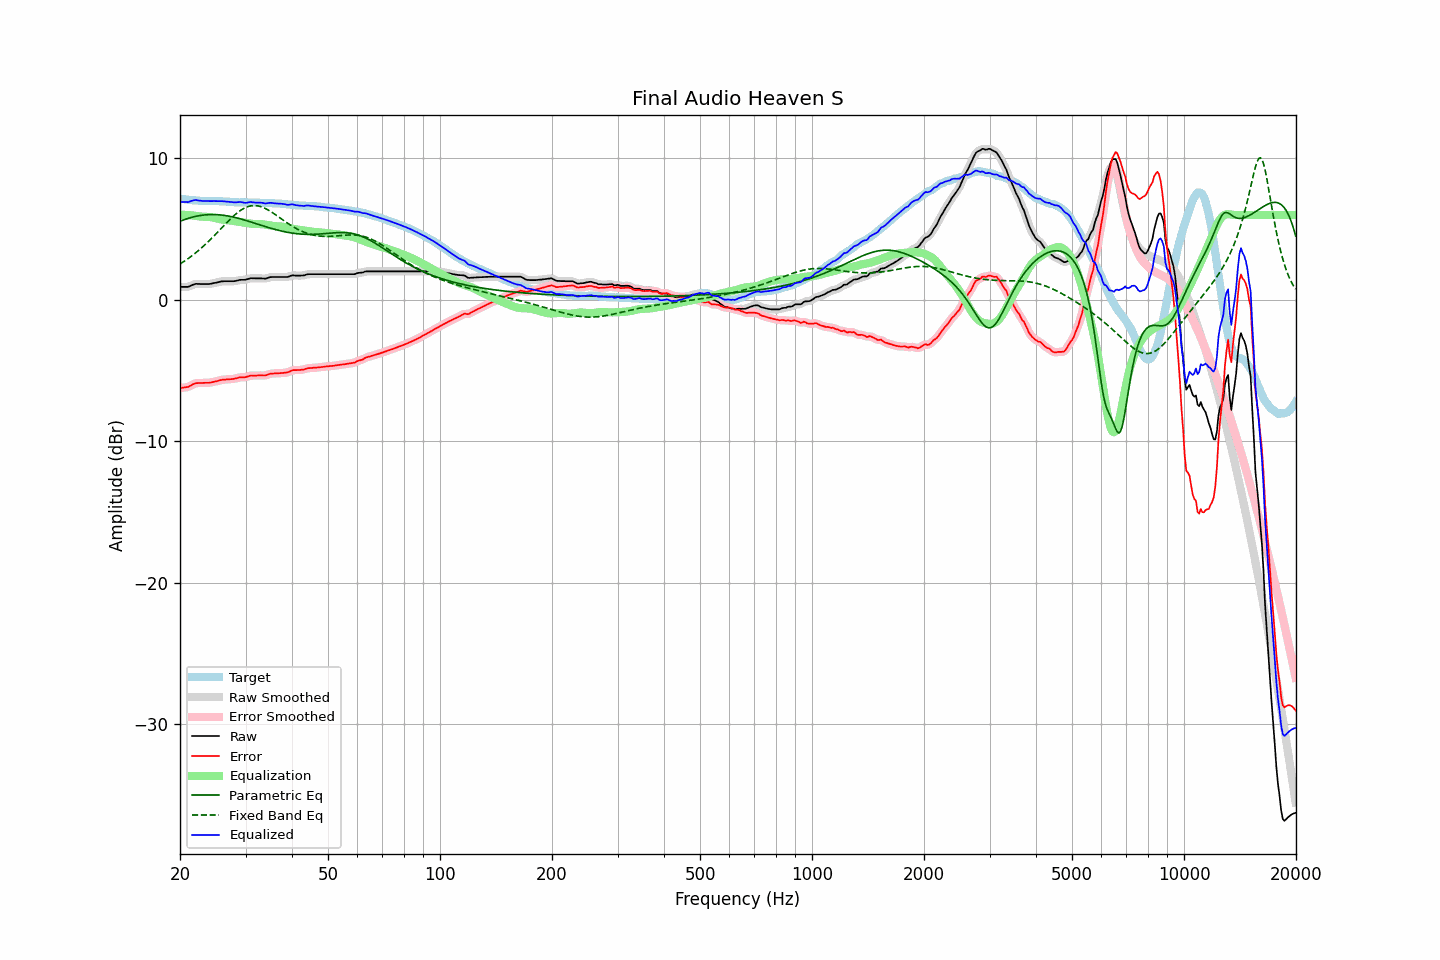 Final Audio Heaven S
10
0
−10
−20
−30
Amplitude (dBr)
Target
Raw Smoothed
Error Smoothed
Raw
Error
Equalization
Parametric Eq
Fixed Band Eq
Equalized
20 50 100 200 500 1000 2000 5000 10000 20000
Frequency (Hz)